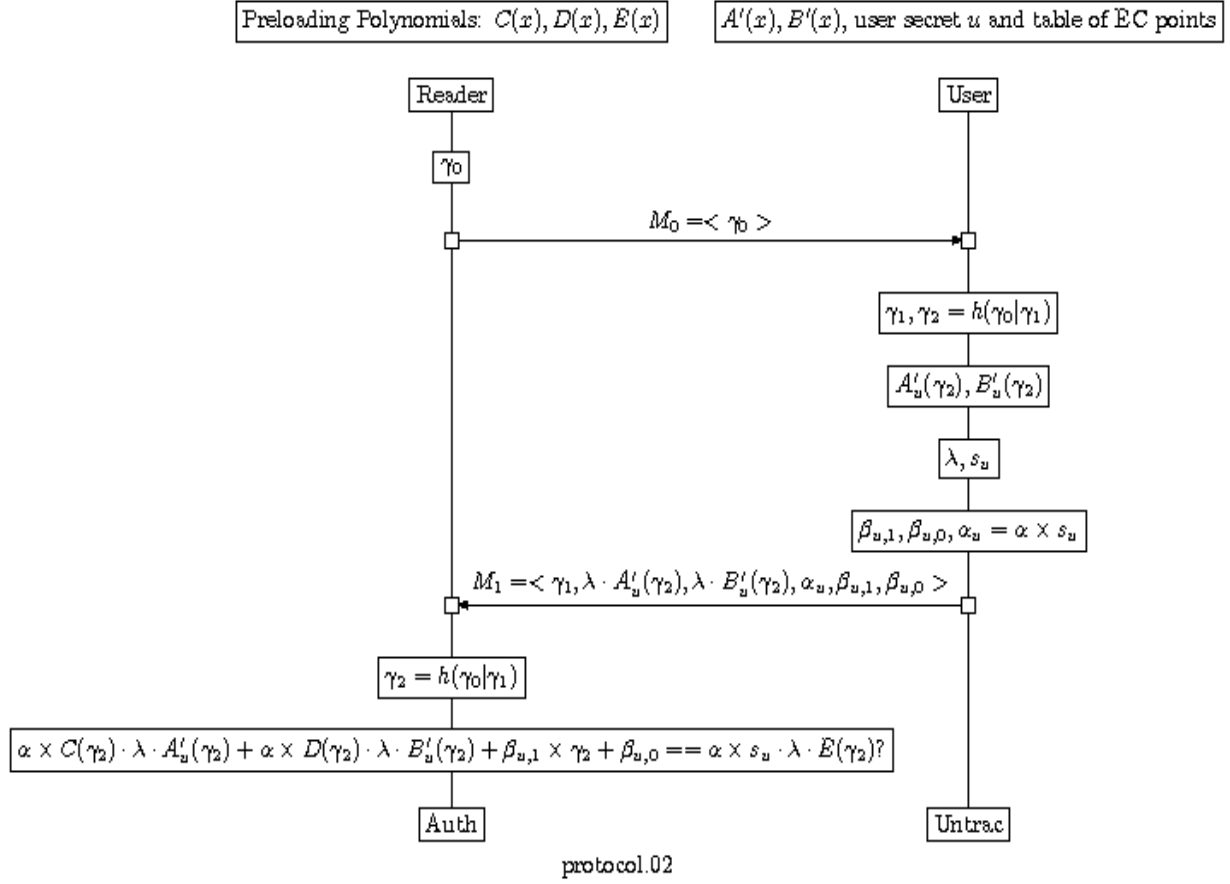 Preloading Polynomials: C(x), D(x), E(x)
A′(x), B′(x), user secret u and table of EC points
Reader
User
γ₀
M₀ =< γ₀ >
γ₁, γ₂ = h(γ₀|γ₁)
A′ᵤ(γ₂), B′ᵤ(γ₂)
λ, sᵤ
βᵤ,₁, βᵤ,₀, αᵤ = α × sᵤ
M₁ =< γ₁, λ · A′ᵤ(γ₂), λ · B′ᵤ(γ₂), αᵤ, βᵤ,₁, βᵤ,₀ >
γ₂ = h(γ₀|γ₁)
α × C(γ₂) · λ · A′ᵤ(γ₂) + α × D(γ₂) · λ · B′ᵤ(γ₂) + βᵤ,₁ × γ₂ + βᵤ,₀ == α × sᵤ · λ · E(γ₂)?
Auth
Untrac
protocol.02